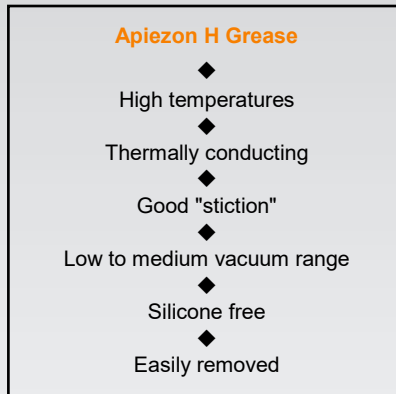 Apiezon H Grease
◆
High temperatures
◆
Thermally conducting
◆
Good "stiction"
◆
Low to medium vacuum range
◆
Silicone free
◆
Easily removed